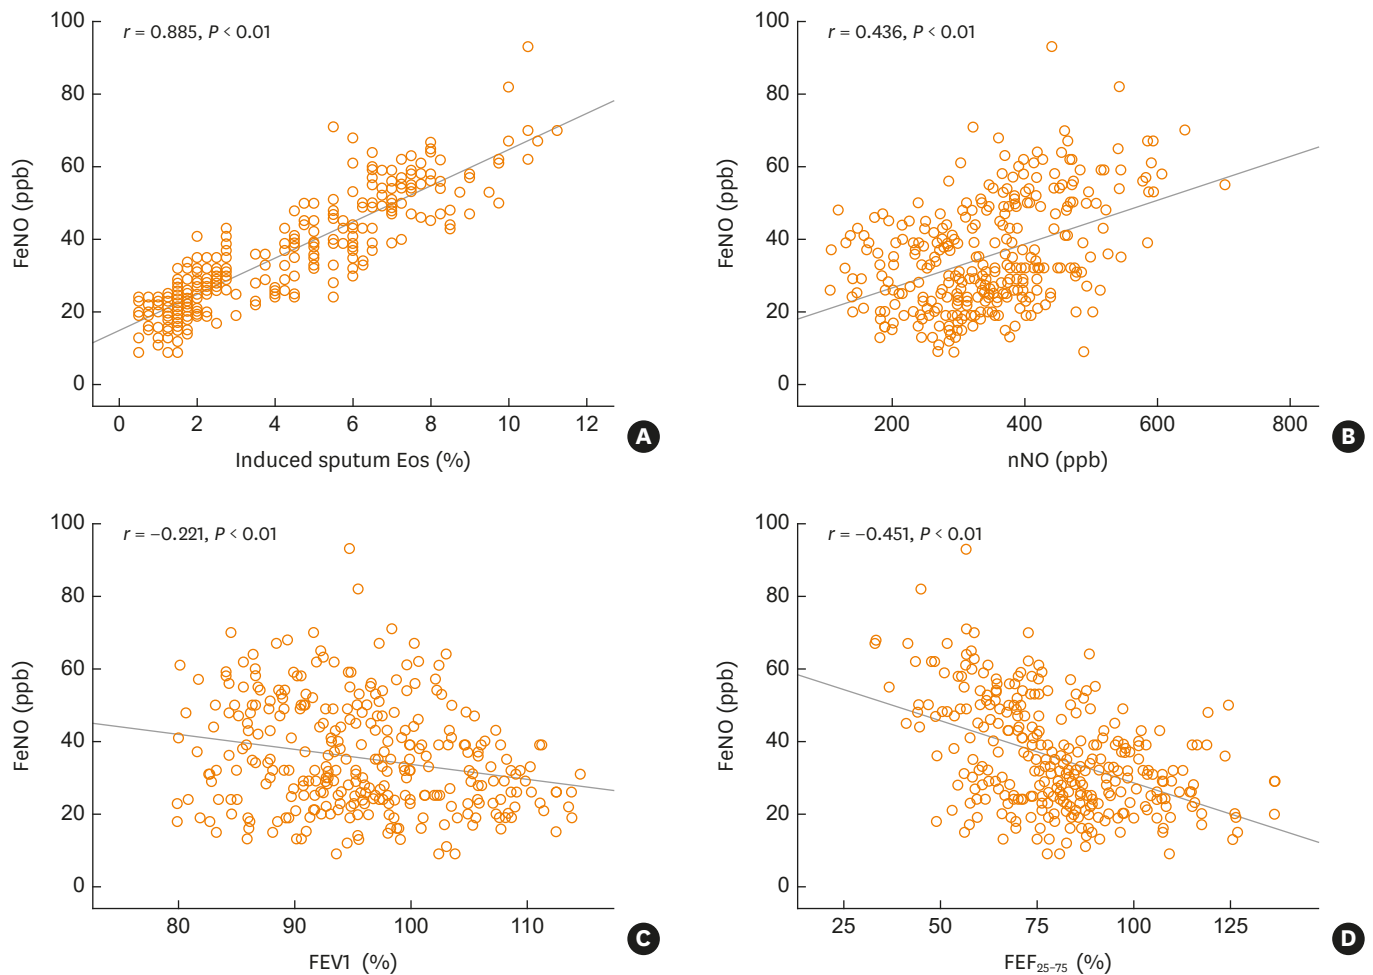 r = 0.885, P < 0.01
100
80
60
40
20
0
FeNO (ppb)
0 2 4 6 8 10 12
Induced sputum Eos (%)
A
r = 0.436, P < 0.01
100
80
60
40
20
0
FeNO (ppb)
200 400 600 800
nNO (ppb)
B
r = −0.221, P < 0.01
100
80
60
40
20
0
FeNO (ppb)
80 90 100 110
FEV1 (%)
C
r = −0.451, P < 0.01
100
80
60
40
20
0
FeNO (ppb)
25 50 75 100 125
FEF25–75 (%)
D